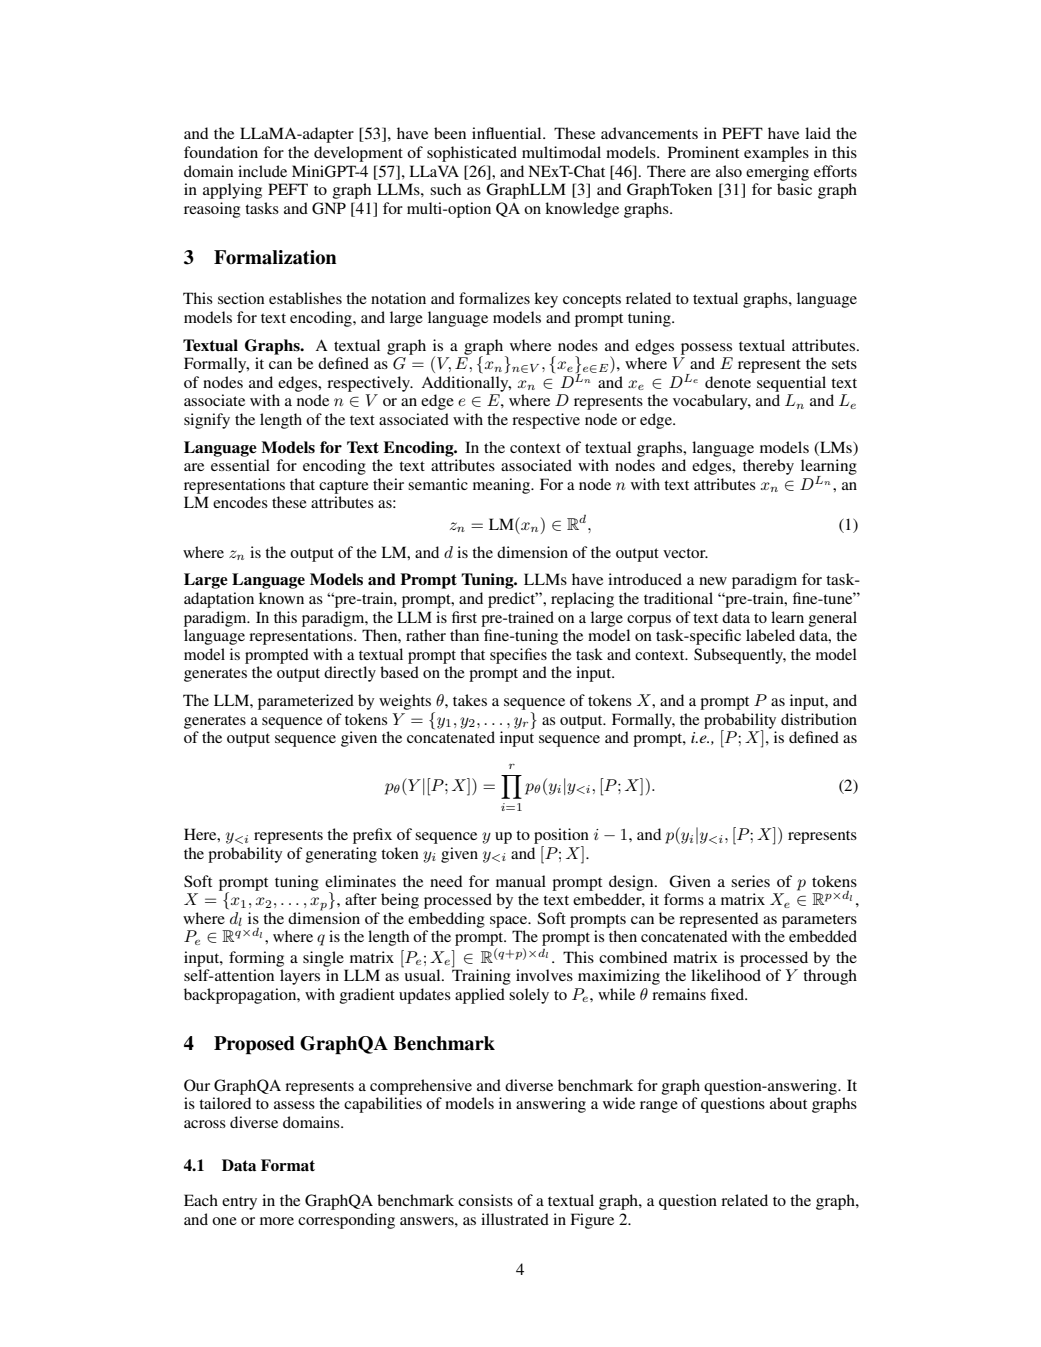 and the LLaMA-adapter [53], have been influential. These advancements in PEFT have laid the
foundation for the development of sophisticated multimodal models. Prominent examples in this
domain include MiniGPT-4 [57], LLaVA [26], and NExT-Chat [46]. There are also emerging efforts
in applying PEFT to graph LLMs, such as GraphLLM [3] and GraphToken [31] for basic graph
reasoing tasks and GNP [41] for multi-option QA on knowledge graphs.
3 Formalization
This section establishes the notation and formalizes key concepts related to textual graphs, language
models for text encoding, and large language models and prompt tuning.
Textual Graphs. A textual graph is a graph where nodes and edges possess textual attributes.
Formally, it can be defined as $G = (V, E, \{x_n\}_{n \in V}, \{x_e\}_{e \in E})$, where $V$ and $E$ represent the sets
of nodes and edges, respectively. Additionally, $x_n \in D^{L_n}$ and $x_e \in D^{L_e}$ denote sequential text
associate with a node $n \in V$ or an edge $e \in E$, where $D$ represents the vocabulary, and $L_n$ and $L_e$
signify the length of the text associated with the respective node or edge.
Language Models for Text Encoding. In the context of textual graphs, language models (LMs)
are essential for encoding the text attributes associated with nodes and edges, thereby learning
representations that capture their semantic meaning. For a node $n$ with text attributes $x_n \in D^{L_n}$, an
LM encodes these attributes as:
$z_n = \text{LM}(x_n) \in \mathbb{R}^d,$ (1)
where $z_n$ is the output of the LM, and $d$ is the dimension of the output vector.
Large Language Models and Prompt Tuning. LLMs have introduced a new paradigm for task-
adaptation known as “pre-train, prompt, and predict”, replacing the traditional “pre-train, fine-tune”
paradigm. In this paradigm, the LLM is first pre-trained on a large corpus of text data to learn general
language representations. Then, rather than fine-tuning the model on task-specific labeled data, the
model is prompted with a textual prompt that specifies the task and context. Subsequently, the model
generates the output directly based on the prompt and the input.
The LLM, parameterized by weights $\theta$, takes a sequence of tokens $X$, and a prompt $P$ as input, and
generates a sequence of tokens $Y = \{y_1, y_2, \ldots, y_r\}$ as output. Formally, the probability distribution
of the output sequence given the concatenated input sequence and prompt, i.e., $[P; X]$, is defined as
$p_\theta(Y|[P; X]) = \prod_{i=1}^{r} p_\theta(y_i|y_{<i}, [P; X]).$ (2)
Here, $y_{<i}$ represents the prefix of sequence $y$ up to position $i - 1$, and $p(y_i|y_{<i}, [P; X])$ represents
the probability of generating token $y_i$ given $y_{<i}$ and $[P; X]$.
Soft prompt tuning eliminates the need for manual prompt design. Given a series of $p$ tokens
$X = \{x_1, x_2, \ldots, x_p\}$, after being processed by the text embedder, it forms a matrix $X_e \in \mathbb{R}^{p \times d_l}$,
where $d_l$ is the dimension of the embedding space. Soft prompts can be represented as parameters
$P_e \in \mathbb{R}^{q \times d_l}$, where $q$ is the length of the prompt. The prompt is then concatenated with the embedded
input, forming a single matrix $[P_e; X_e] \in \mathbb{R}^{(q+p) \times d_l}$. This combined matrix is processed by the
self-attention layers in LLM as usual. Training involves maximizing the likelihood of $Y$ through
backpropagation, with gradient updates applied solely to $P_e$, while $\theta$ remains fixed.
4 Proposed GraphQA Benchmark
Our GraphQA represents a comprehensive and diverse benchmark for graph question-answering. It
is tailored to assess the capabilities of models in answering a wide range of questions about graphs
across diverse domains.
4.1 Data Format
Each entry in the GraphQA benchmark consists of a textual graph, a question related to the graph,
and one or more corresponding answers, as illustrated in Figure 2.
4